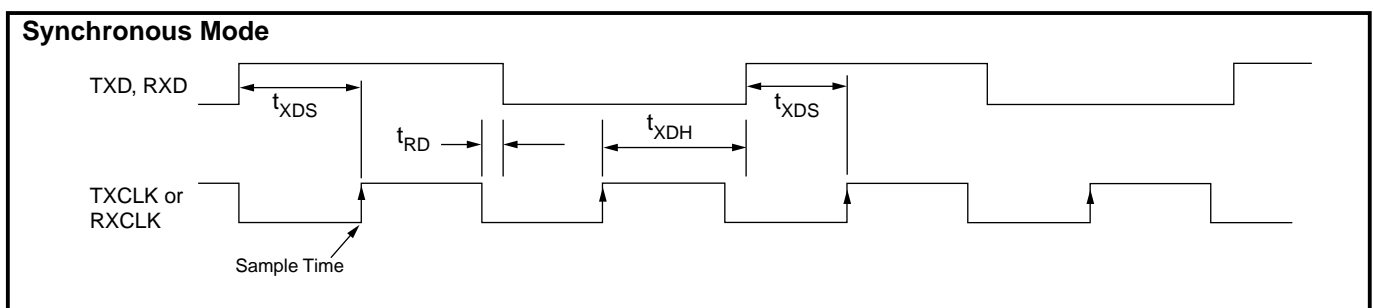 Synchronous Mode
TXD, RXD
tXDS
tXDS
tRD
tXDH
TXCLK or
RXCLK
Sample Time